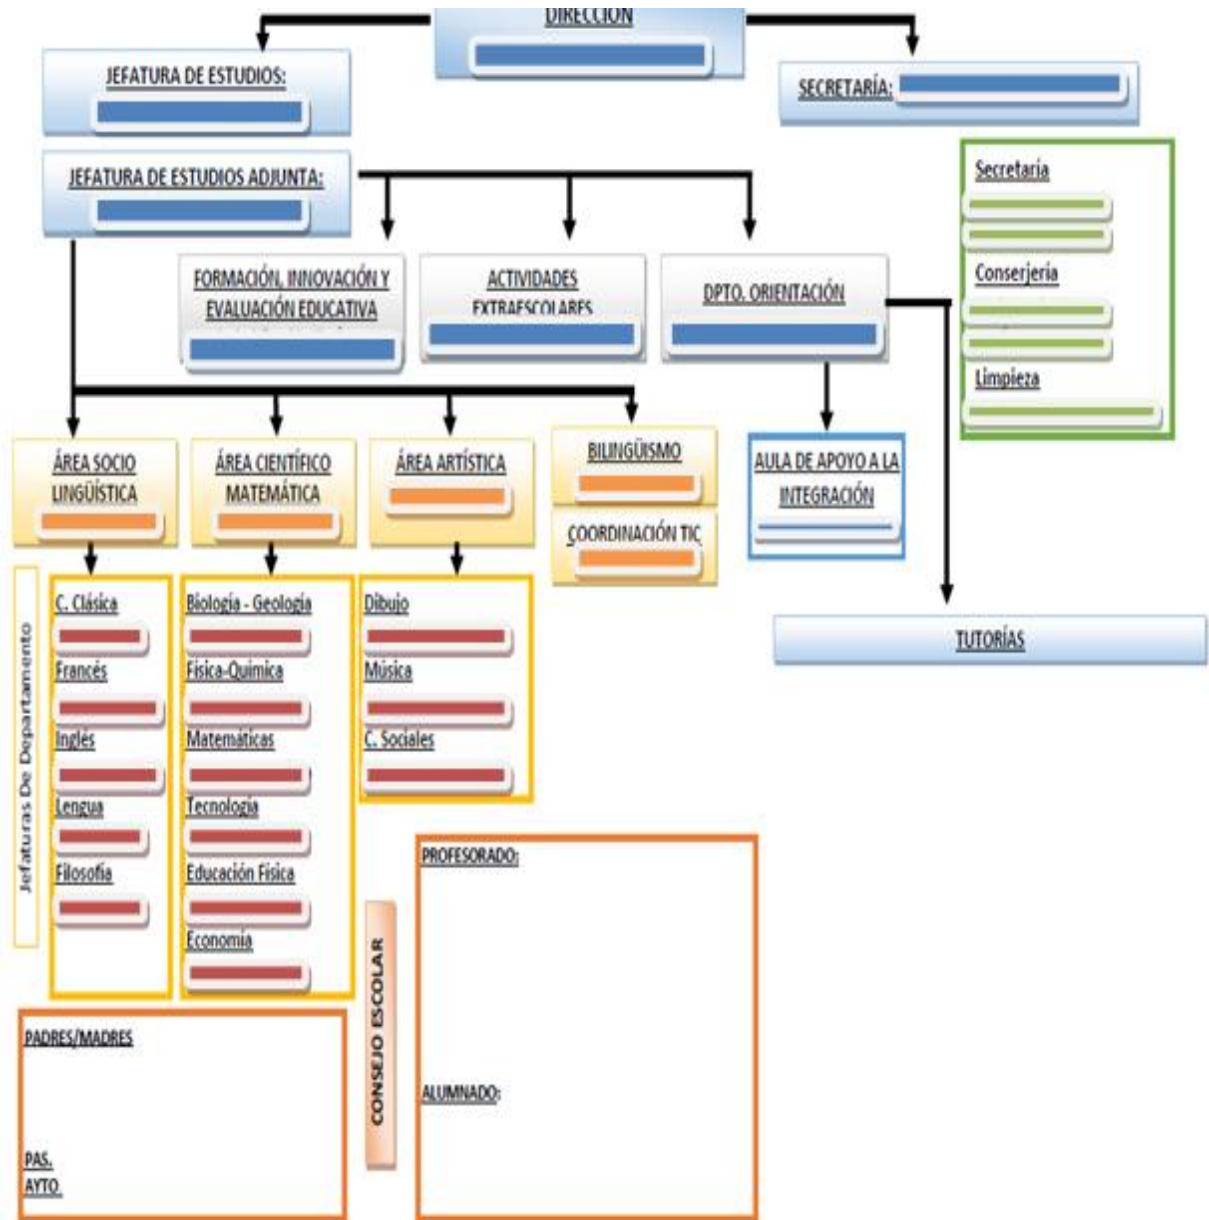 DIRECCIÓN
JEFATURA DE ESTUDIOS:
SECRETARÍA:
JEFATURA DE ESTUDIOS ADJUNTA:
Secretaría
Conserjería
Limpieza
FORMACIÓN, INNOVACIÓN Y
EVALUACIÓN EDUCATIVA
ACTIVIDADES
EXTRAESCOLARES
DPTO. ORIENTACIÓN
ÁREA SOCIO
LINGÜÍSTICA
ÁREA CIENTÍFICO
MATEMÁTICA
ÁREA ARTÍSTICA
BILINGÜISMO
COORDINACIÓN TIC
AULA DE APOYO A LA
INTEGRACIÓN
TUTORÍAS
Jefaturas De Departamento
C. Clásica
Francés
Inglés
Lengua
Filosofía
Biología - Geología
Física-Química
Matemáticas
Tecnología
Educación Física
Economía
Dibujo
Música
C. Sociales
CONSEJO ESCOLAR
PROFESORADO:
ALUMNADO:
PADRES/MADRES
PAS.
AYTO.